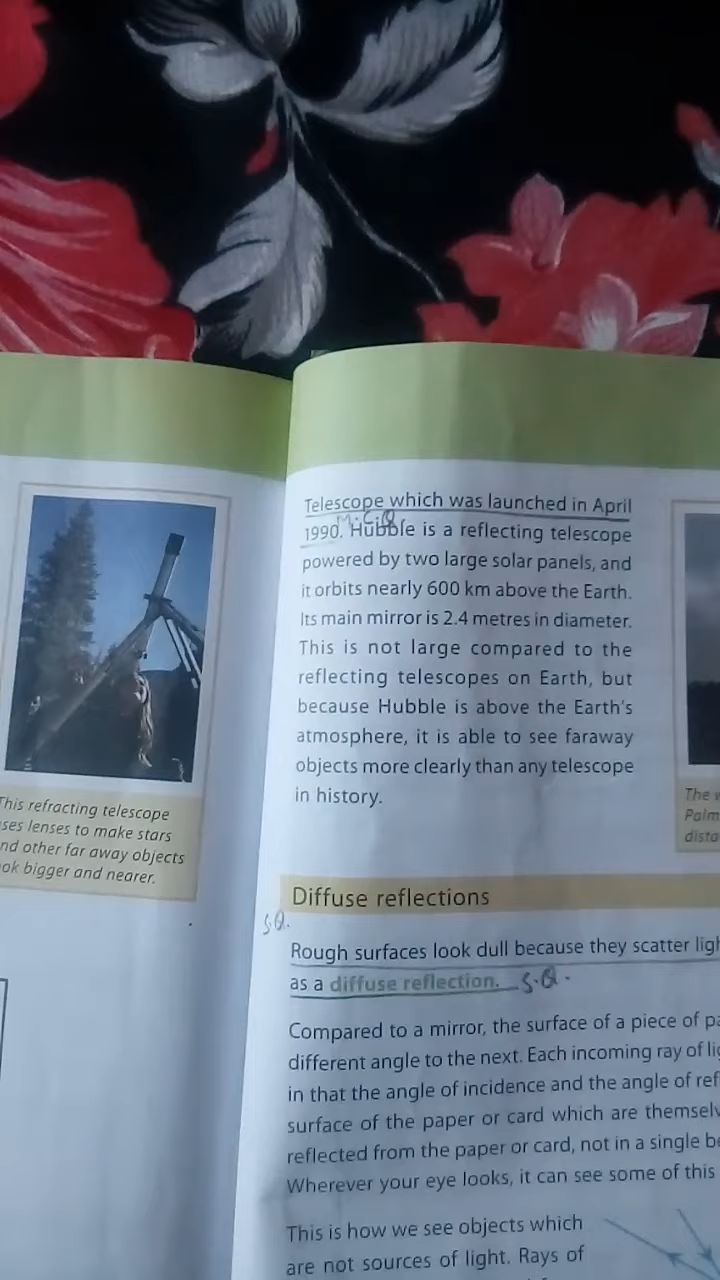 This refracting telescope
ses lenses to make stars
nd other far away objects
ok bigger and nearer.
Telescope which was launched in April
M.C.Q
1990. Hubble is a reflecting telescope
powered by two large solar panels, and
it orbits nearly 600 km above the Earth.
Its main mirror is 2.4 metres in diameter.
This is not large compared to the
reflecting telescopes on Earth, but
because Hubble is above the Earth's
atmosphere, it is able to see faraway
objects more clearly than any telescope
in history.
The
Palm
dista
Diffuse reflections
S.Q.
Rough surfaces look dull because they scatter ligh
as a diffuse reflection. S.Q.
Compared to a mirror, the surface of a piece of pa
different angle to the next. Each incoming ray of lig
in that the angle of incidence and the angle of ref
surface of the paper or card which are themselv
reflected from the paper or card, not in a single be
Wherever your eye looks, it can see some of this
This is how we see objects which
are not sources of light. Rays of